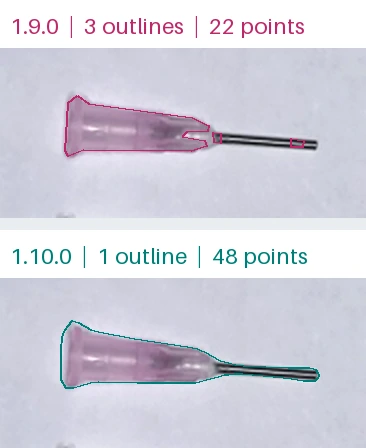 1.9.0 | 3 outlines | 22 points
1.10.0 | 1 outline | 48 points